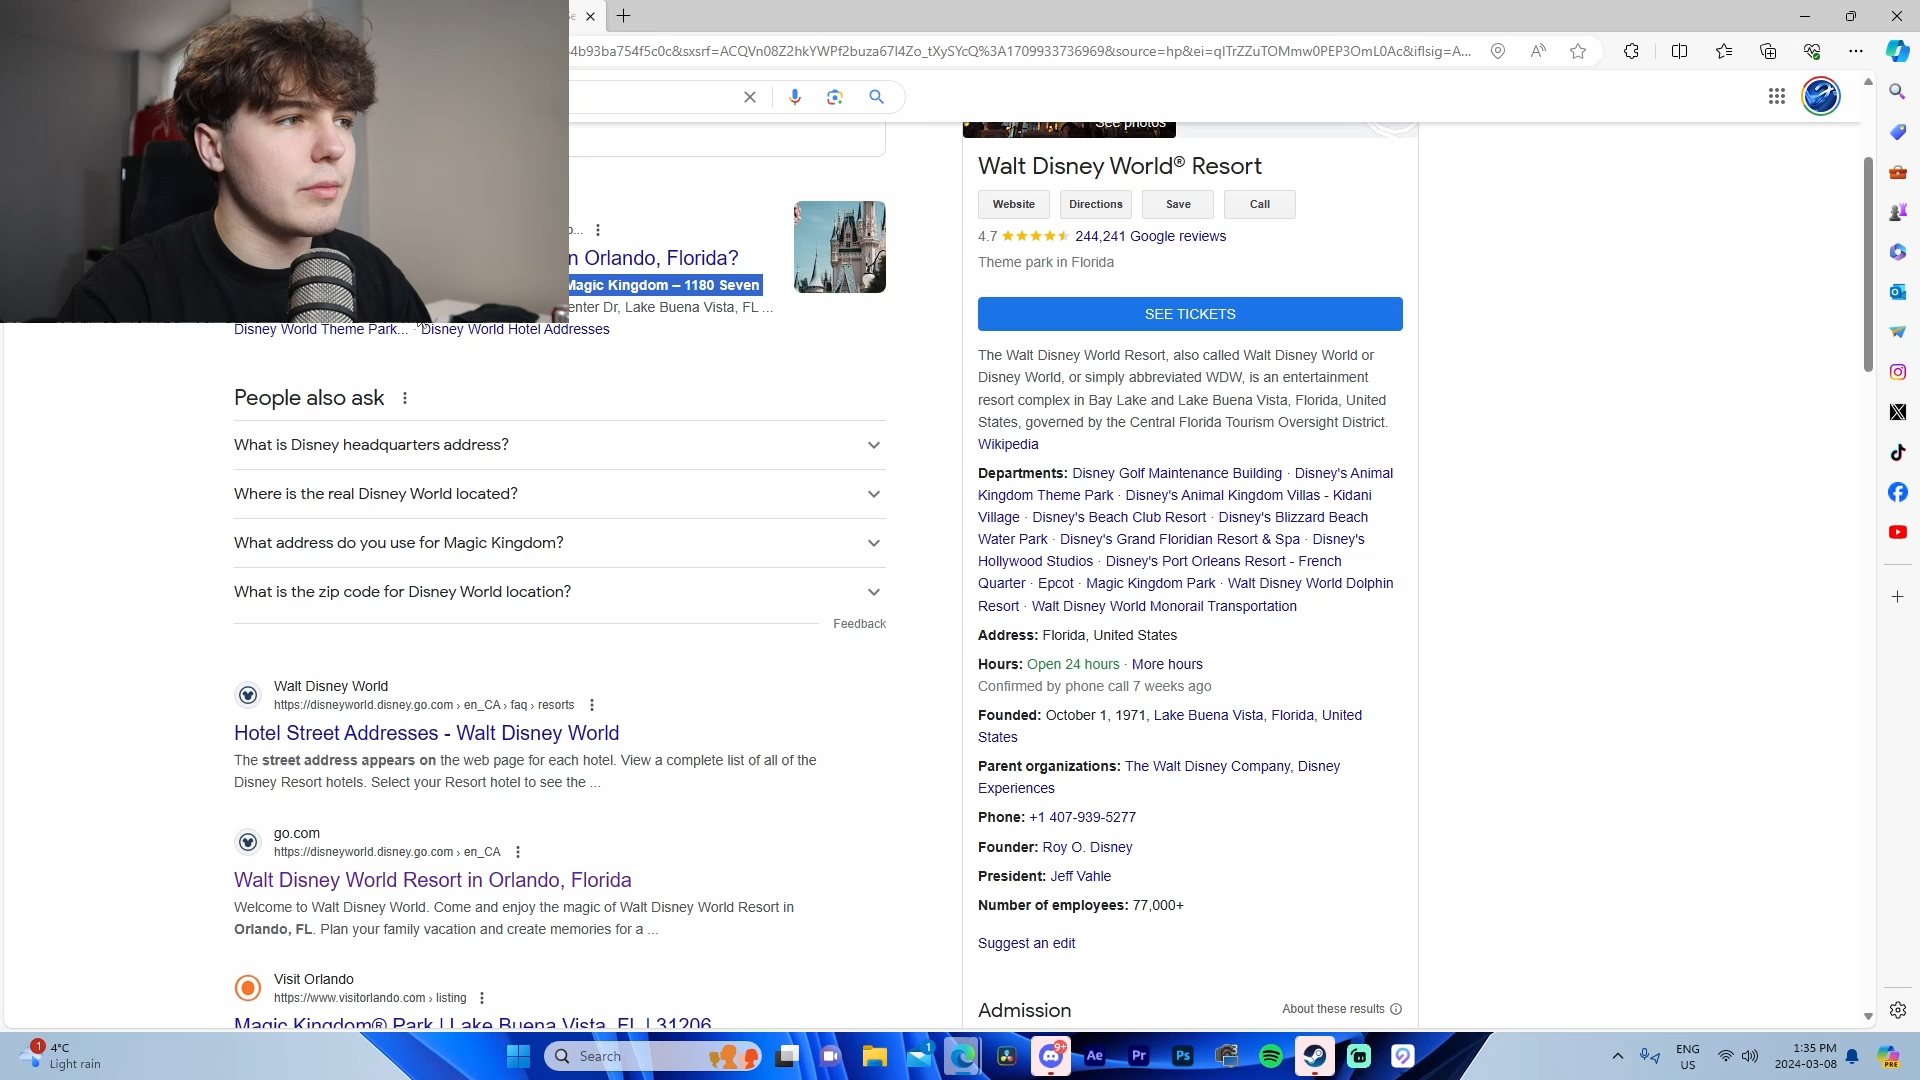 4b93ba754f5c0c&sxsrf=ACQVn08Z2hkYWPf2buza67l4Zo_tXySYcQ%3A1709933736969&source=hp&ei=qITrZZuTOMmw0PEP3OmL0Ac&iflsig=A...
See photos
Walt Disney World® Resort
Website Directions Save Call
4.7 244,241 Google reviews
Theme park in Florida
SEE TICKETS
The Walt Disney World Resort, also called Walt Disney World or
Disney World, or simply abbreviated WDW, is an entertainment
resort complex in Bay Lake and Lake Buena Vista, Florida, United
States, governed by the Central Florida Tourism Oversight District.
Wikipedia
Departments: Disney Golf Maintenance Building · Disney's Animal
Kingdom Theme Park · Disney's Animal Kingdom Villas - Kidani
Village · Disney's Beach Club Resort · Disney's Blizzard Beach
Water Park · Disney's Grand Floridian Resort & Spa · Disney's
Hollywood Studios · Disney's Port Orleans Resort - French
Quarter · Epcot · Magic Kingdom Park · Walt Disney World Dolphin
Resort · Walt Disney World Monorail Transportation
Address: Florida, United States
Hours: Open 24 hours · More hours
Confirmed by phone call 7 weeks ago
Founded: October 1, 1971, Lake Buena Vista, Florida, United
States
Parent organizations: The Walt Disney Company, Disney
Experiences
Phone: +1 407-939-5277
Founder: Roy O. Disney
President: Jeff Vahle
Number of employees: 77,000+
Suggest an edit
Admission About these results
n Orlando, Florida?
Magic Kingdom – 1180 Seven
enter Dr, Lake Buena Vista, FL ...
Disney World Theme Park... · Disney World Hotel Addresses
People also ask
What is Disney headquarters address?
Where is the real Disney World located?
What address do you use for Magic Kingdom?
What is the zip code for Disney World location?
Feedback
Walt Disney World
https://disneyworld.disney.go.com › en_CA › faq › resorts
Hotel Street Addresses - Walt Disney World
The street address appears on the web page for each hotel. View a complete list of all of the
Disney Resort hotels. Select your Resort hotel to see the ...
go.com
https://disneyworld.disney.go.com › en_CA
Walt Disney World Resort in Orlando, Florida
Welcome to Walt Disney World. Come and enjoy the magic of Walt Disney World Resort in
Orlando, FL. Plan your family vacation and create memories for a ...
Visit Orlando
https://www.visitorlando.com › listing
Magic Kingdom® Park | Lake Buena Vista, FL | 31206
1
4°C
Light rain
Search
1
9+
Ae Pr Ps
ENG
US
1:35 PM
2024-03-08
PRE